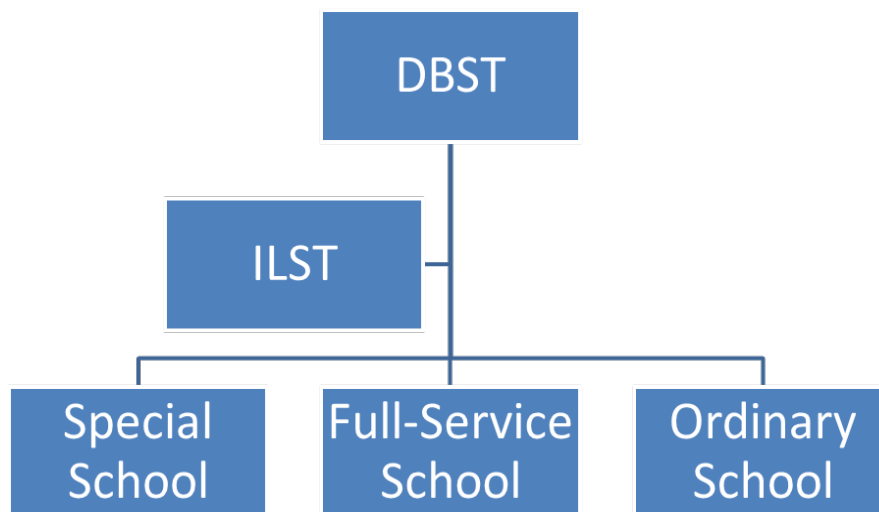 DBST
ILST
Special
School
Full-Service
School
Ordinary
School